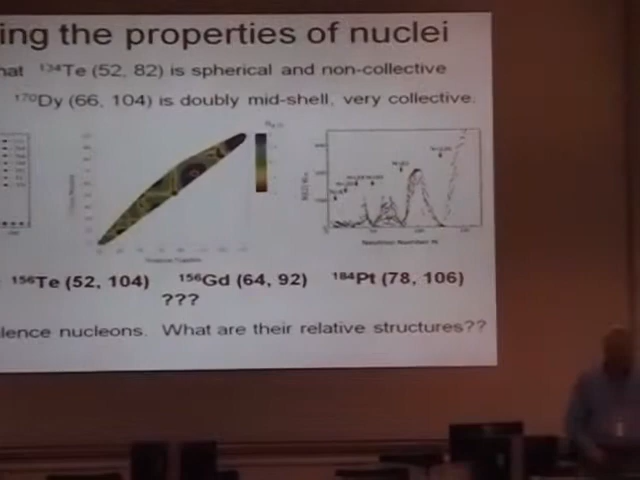 ing the properties of nuclei
hat ¹³⁴Te (52, 82) is spherical and non-collective
¹⁷⁰Dy (66, 104) is doubly mid-shell, very collective.
Neutron Number N
¹⁵⁶Te (52, 104) ¹⁵⁶Gd (64, 92) ¹⁸⁴Pt (78, 106)
???
lence nucleons. What are their relative structures??